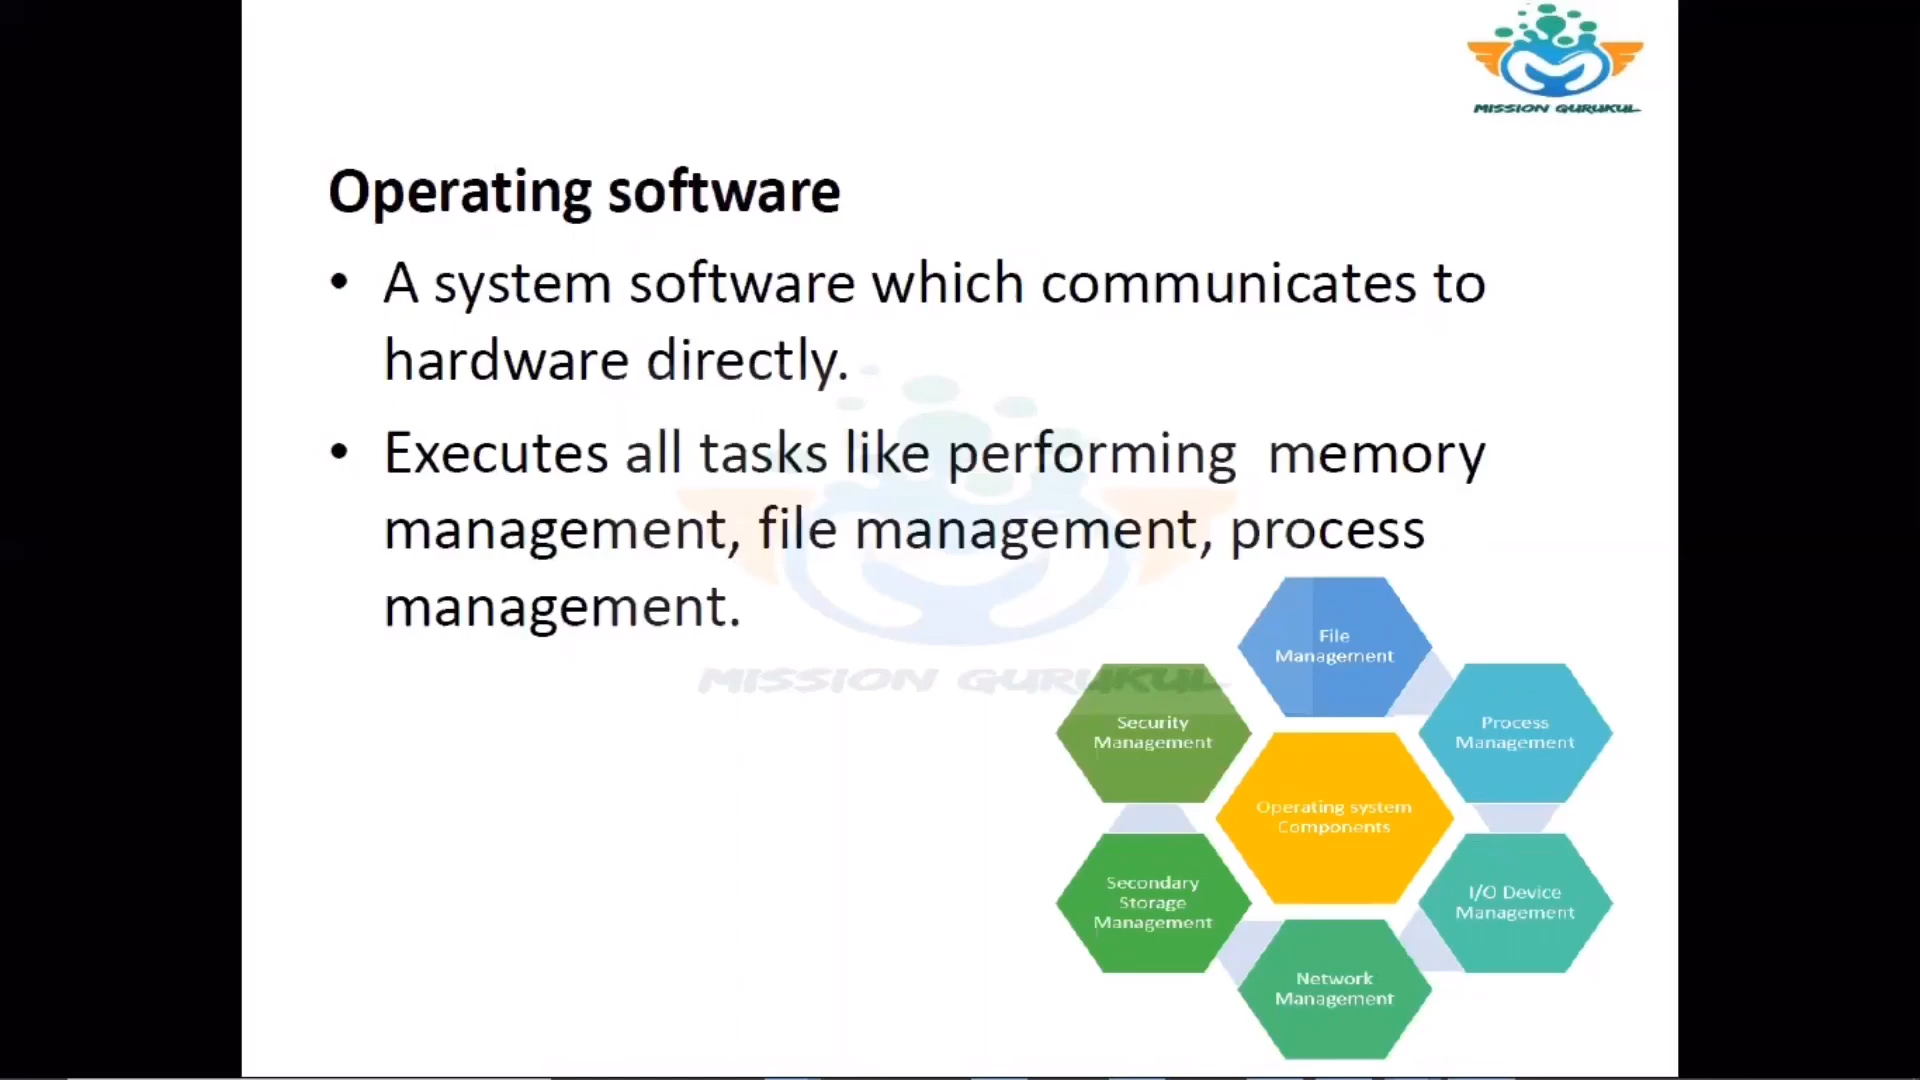 MISSION GURUKUL
Operating software
• A system software which communicates to
hardware directly.
• Executes all tasks like performing memory
management, file management, process
management.
MISSION GURUKUL
File
Management
Security
Management
Process
Management
Operating system
Components
Secondary
Storage
Management
I/O Device
Management
Network
Management